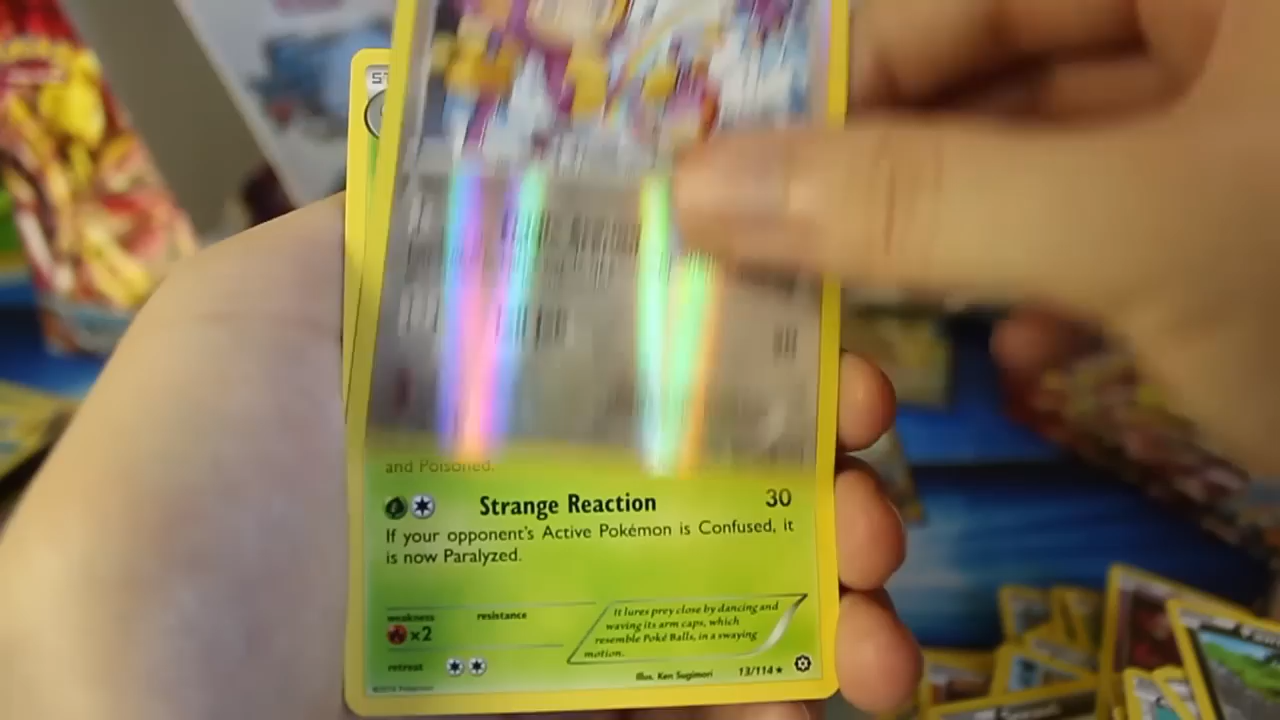 and Poisoned.
Strange Reaction 30
If your opponent's Active Pokémon is Confused, it
is now Paralyzed.
weakness resistance
×2
retreat
It lures prey close by dancing and
waving its arm caps, which
resemble Poké Balls, in a swaying
motion.
Illus. Ken Sugimori 13/114 ★
©2016 Pokémon